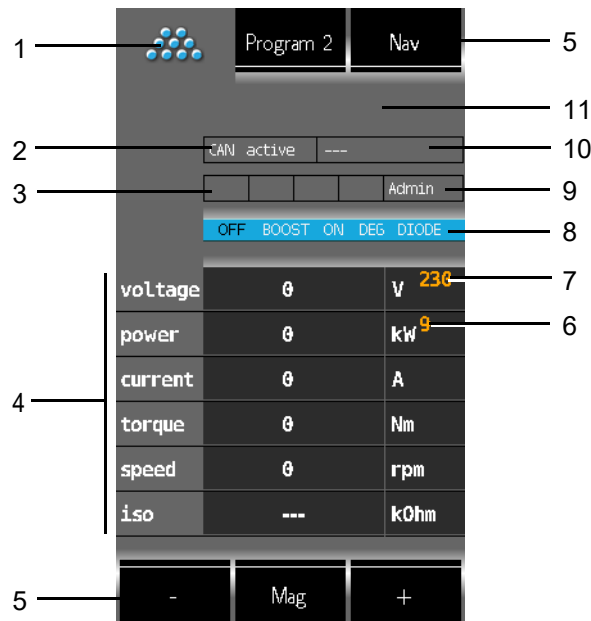 1 Program 2 Nav 5
11
2 CAN active --- 10
3 Admin 9
OFF BOOST ON DEG DIODE 8
voltage 0 V 230 7
power 0 kW 9 6
current 0 A
4
torque 0 Nm
speed 0 rpm
iso --- kOhm
5 - Mag +